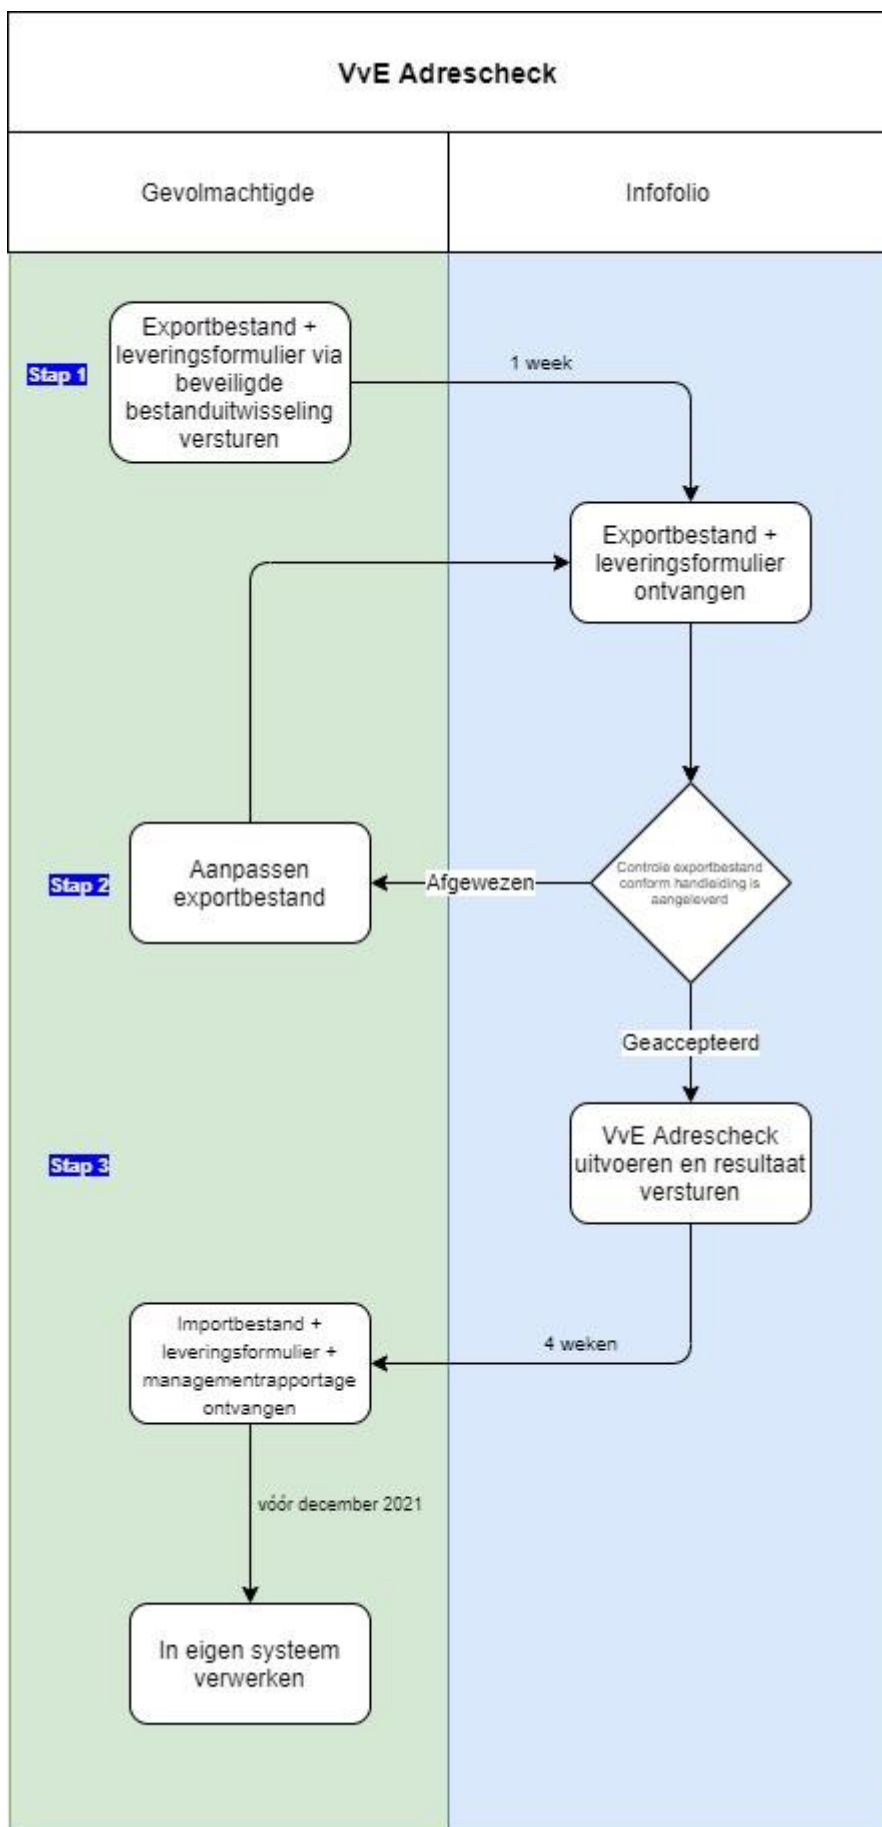 VvE Adrescheck
Gevolmachtigde
Infofolio
Stap 1
Exportbestand +
leveringsformulier via
beveiligde
bestanduitwisseling
versturen
1 week
Exportbestand +
leveringsformulier
ontvangen
Stap 2
Aanpassen
exportbestand
Afgewezen
Controle exportbestand
conform handleiding is
aangeleverd
Geaccepteerd
Stap 3
VvE Adrescheck
uitvoeren en resultaat
versturen
4 weken
Importbestand +
leveringsformulier +
managementrapportage
ontvangen
vóór december 2021
In eigen systeem
verwerken